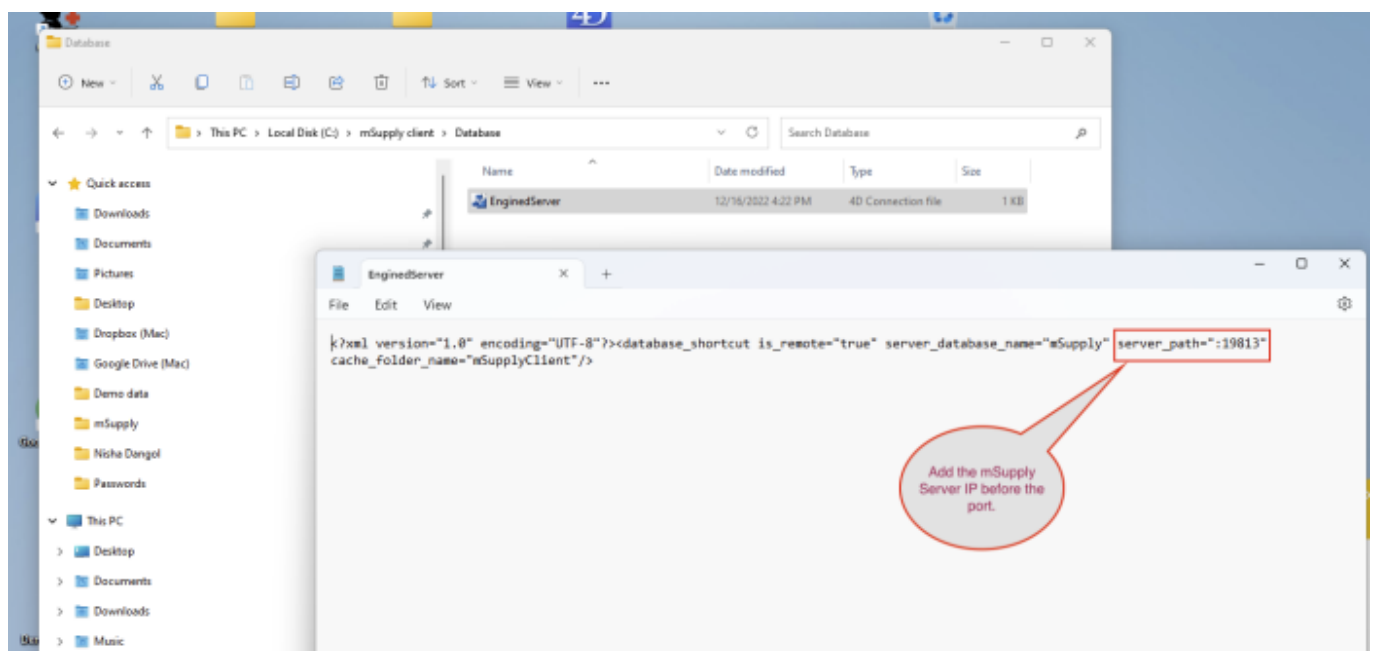 4D
Database
New
Sort
View
This PC > Local Disk (C:) > mSupply client > Database
Search Database
Name
Date modified
Type
Size
EnginedServer
12/16/2022 4:22 PM
4D Connection file
1 KB
Quick access
Downloads
Documents
Pictures
Desktop
Dropbox (Mac)
Google Drive (Mac)
Demo data
mSupply
Nisha Dangol
Passwords
This PC
Desktop
Documents
Downloads
Music
EnginedServer
File Edit View
<?xml version="1.0" encoding="UTF-8"?><database_shortcut is_remote="true" server_database_name="mSupply" server_path=":19813"
cache_folder_name="mSupplyClient"/>
Add the mSupply
Server IP before the
port.